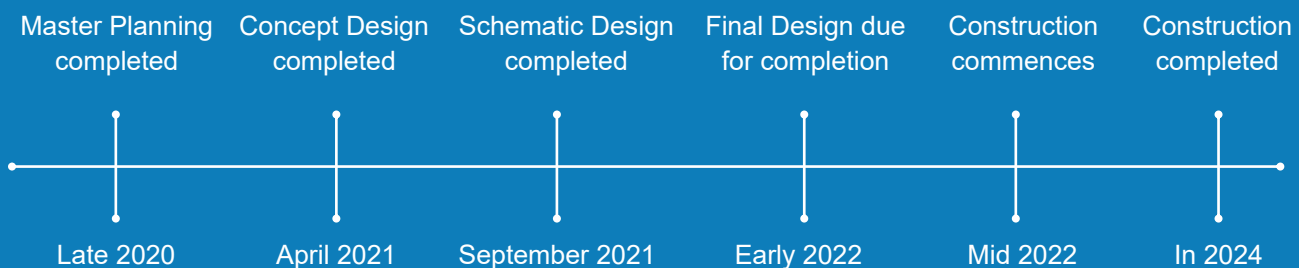 Master Planning
completed
Concept Design
completed
Schematic Design
completed
Final Design due
for completion
Construction
commences
Construction
completed
Late 2020
April 2021
September 2021
Early 2022
Mid 2022
In 2024